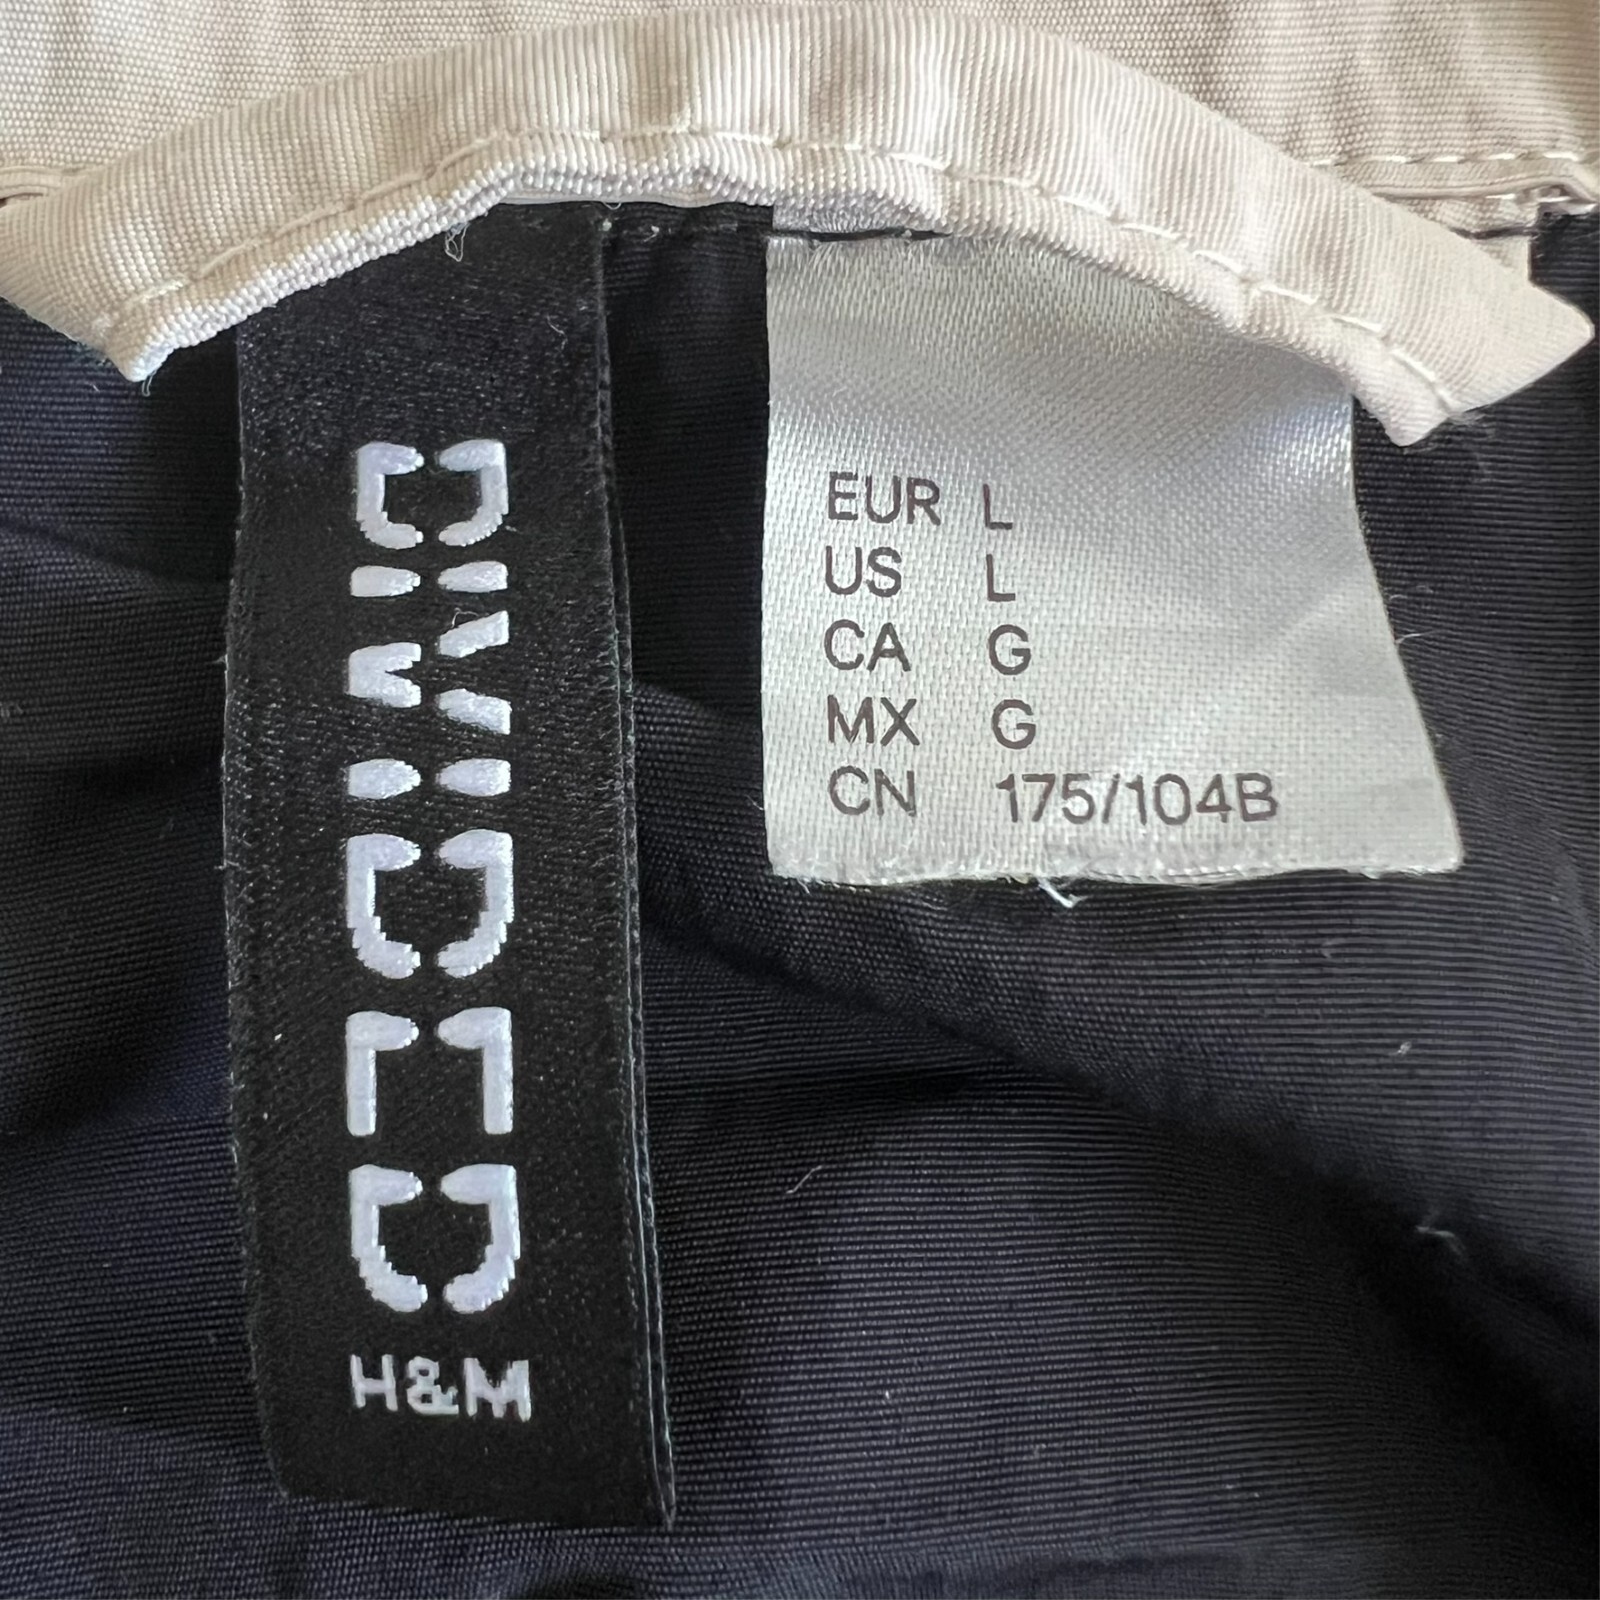 DIVIDED
H&M
EUR L
US L
CA G
MX G
CN 175/104B